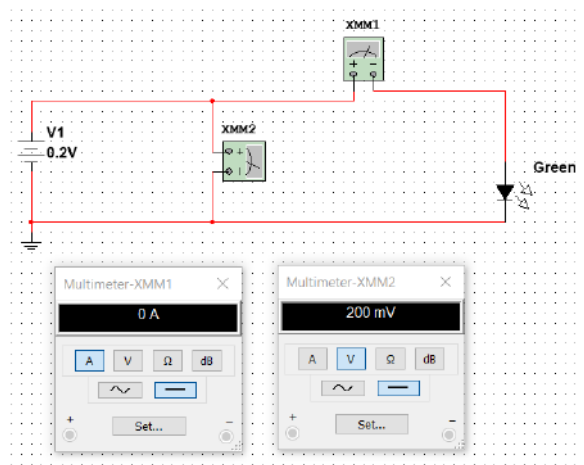 XMM1
V1
0.2V
XMM2
+ -
+
Green
Multimeter-XMM1
0 A
A V Ω dB
+ Set... -
Multimeter-XMM2
200 mV
A V Ω dB
+ Set... -